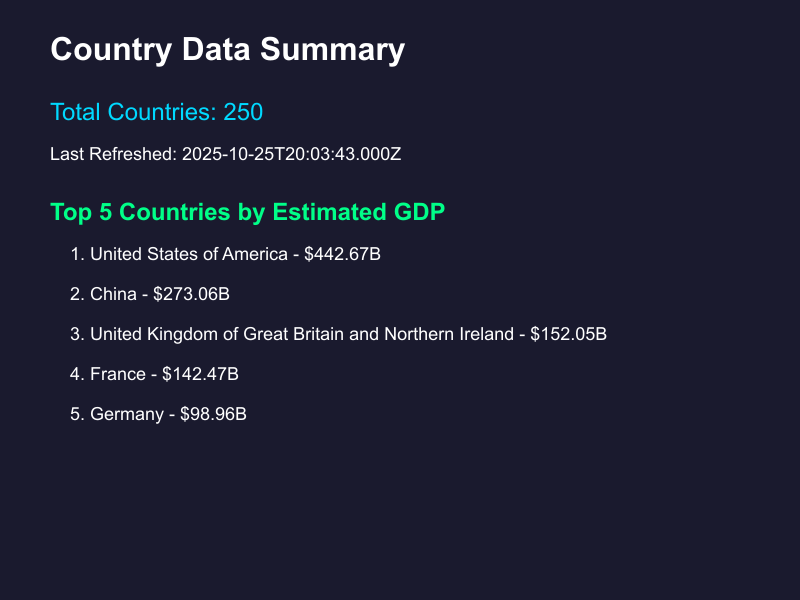 Country Data Summary
Total Countries: 250
Last Refreshed: 2025-10-25T20:03:43.000Z
Top 5 Countries by Estimated GDP
1. United States of America - $442.67B
2. China - $273.06B
3. United Kingdom of Great Britain and Northern Ireland - $152.05B
4. France - $142.47B
5. Germany - $98.96B